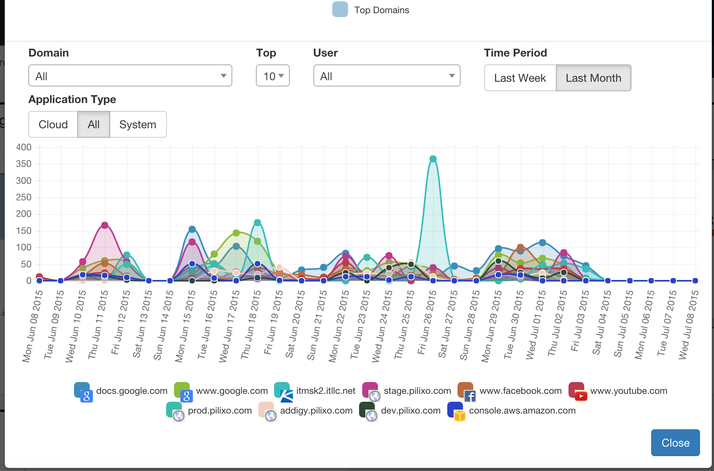 Top Domains
Domain Top User Time Period
All 10 All Last Week Last Month
Application Type
Cloud All System
400
350
300
250
200
150
100
50
0
Mon Jun 08 2015 Tue Jun 09 2015 Wed Jun 10 2015 Thu Jun 11 2015 Fri Jun 12 2015 Sat Jun 13 2015 Sun Jun 14 2015 Mon Jun 15 2015 Tue Jun 16 2015 Wed Jun 17 2015 Thu Jun 18 2015 Fri Jun 19 2015 Sat Jun 20 2015 Sun Jun 21 2015 Mon Jun 22 2015 Tue Jun 23 2015 Wed Jun 24 2015 Thu Jun 25 2015 Fri Jun 26 2015 Sat Jun 27 2015 Sun Jun 28 2015 Mon Jun 29 2015 Tue Jun 30 2015 Wed Jul 01 2015 Thu Jul 02 2015 Fri Jul 03 2015 Sat Jul 04 2015 Sun Jul 05 2015 Mon Jul 06 2015 Tue Jul 07 2015 Wed Jul 08 2015
docs.google.com www.google.com itmsk2.itllc.net stage.pilixo.com www.facebook.com www.youtube.com
prod.pilixo.com addigy.pilixo.com dev.pilixo.com console.aws.amazon.com
Close